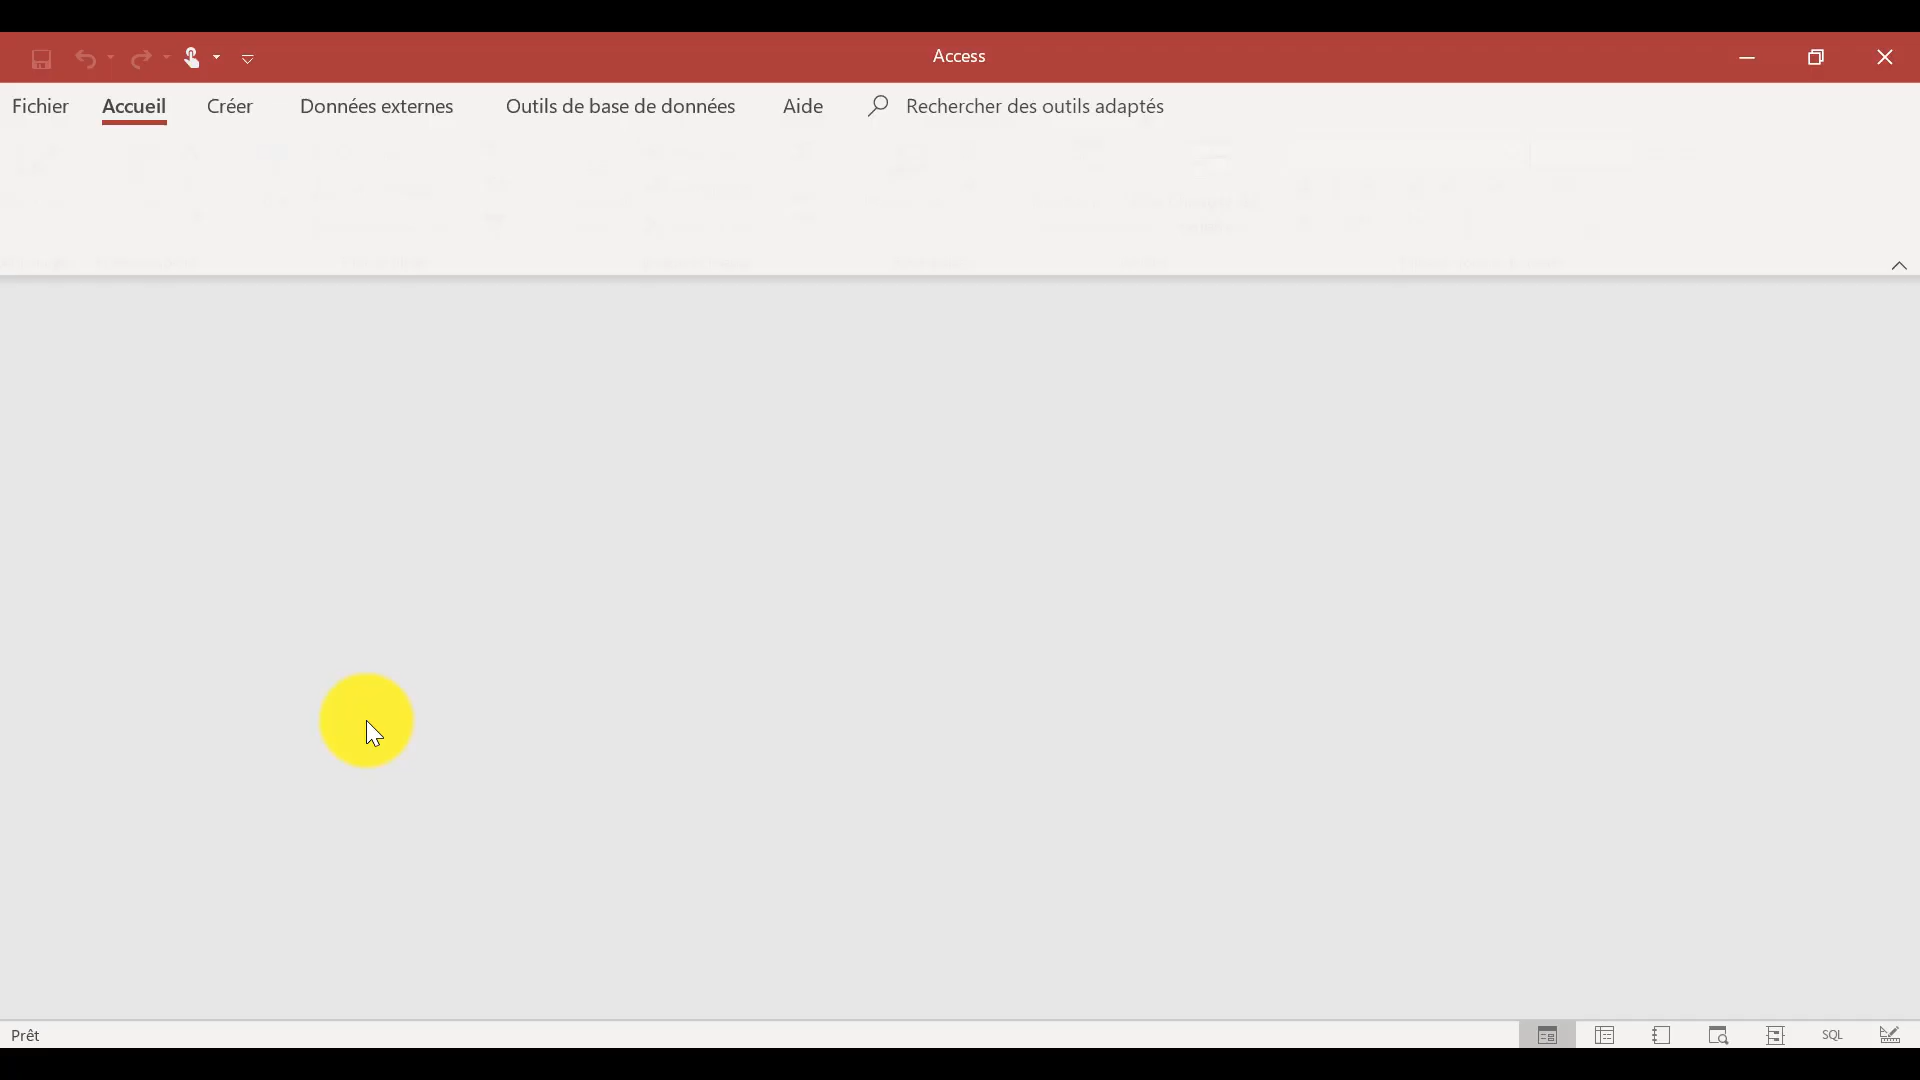 Access
Fichier Accueil Créer Données externes Outils de base de données Aide Rechercher des outils adaptés
Prêt SQL